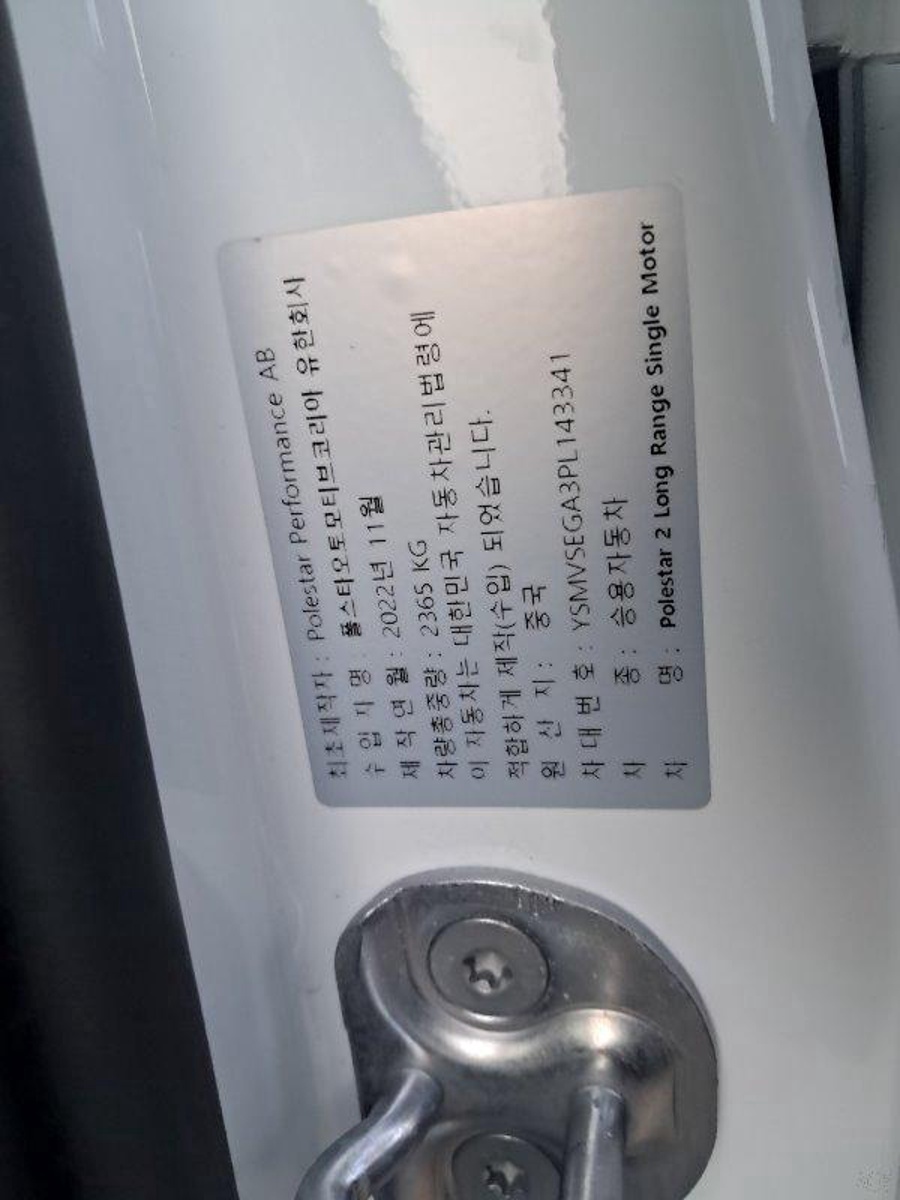 최초제작자 : Polestar Performance AB
수 입 자 명 : 폴스타오토모티브코리아 유한회사
제 작 연 월 : 2022년 11월
차량총중량 : 2365 KG
이 자동차는 대한민국 자동차관리법령에
적합하게 제작(수입) 되었습니다.
원 산 지 : 중국
차 대 번 호 : YSMVSEGA3PL143341
차 종 : 승용자동차
차 명 : Polestar 2 Long Range Single Motor